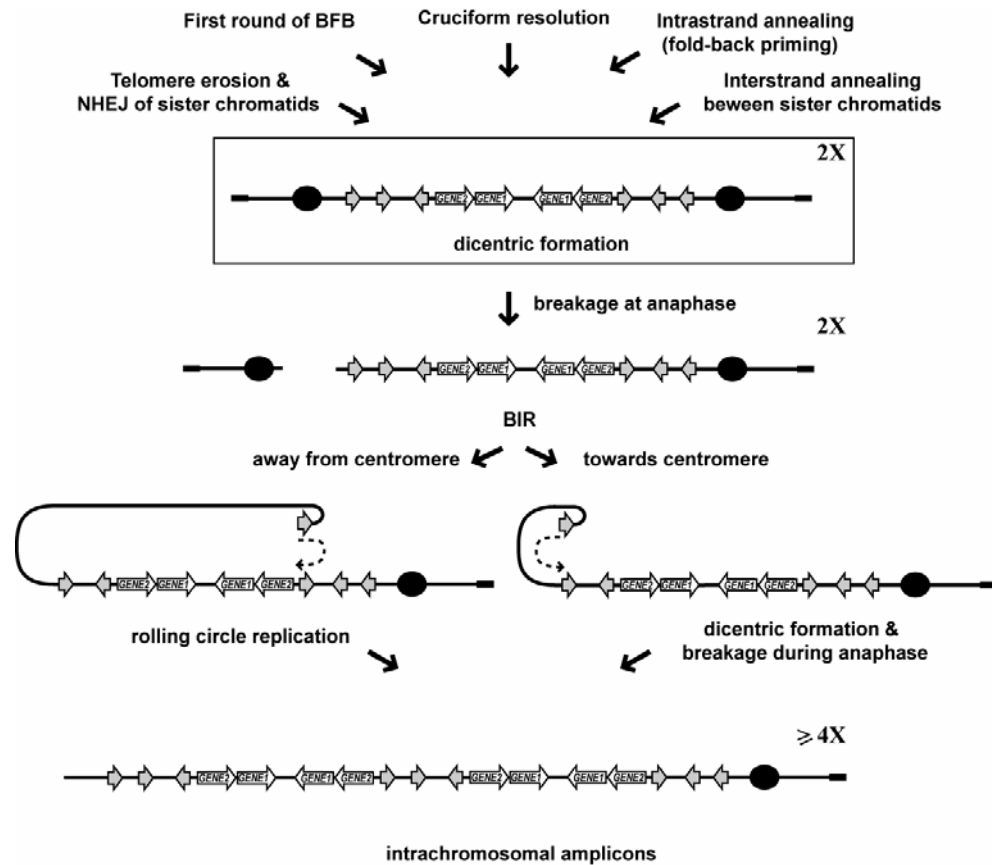 First round of BFB
Cruciform resolution
Intrastrand annealing
(fold-back priming)
Telomere erosion &
NHEJ of sister chromatids
Interstrand annealing
beween sister chromatids
2X
GENE2 GENE1 GENE1 GENE2
dicentric formation
breakage at anaphase
2X
GENE2 GENE1 GENE1 GENE2
BIR
away from centromere
towards centromere
GENE2 GENE1 GENE1 GENE2
GENE2 GENE1 GENE1 GENE2
rolling circle replication
dicentric formation &
breakage during anaphase
⩾ 4X
GENE2 GENE1 GENE1 GENE2 GENE2 GENE1 GENE1 GENE2
intrachromosomal amplicons